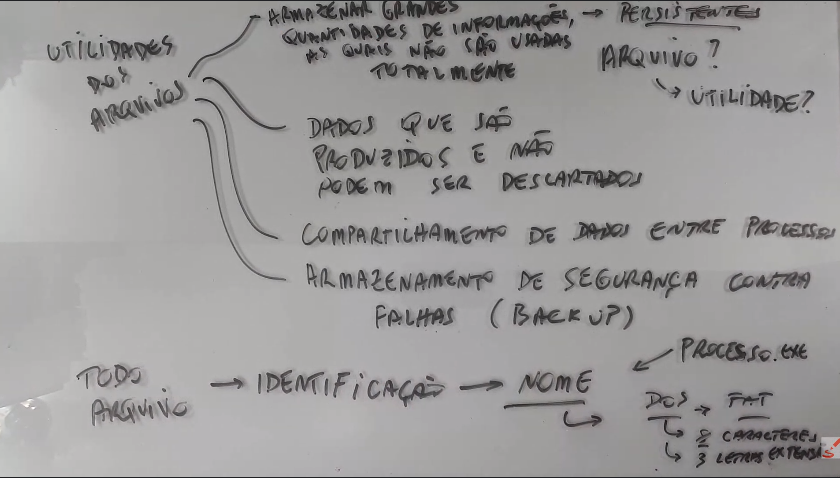 UTILIDADES
DOS
ARQUIVOS
ARMAZENAR GRANDES
QUANTIDADES DE INFORMAÇÕES,
AS QUAIS NÃO SÃO USADAS
TOTALMENTE
→ PERSISTENTES
ARQUIVO?
↳ UTILIDADE?
DADOS QUE SÃO
PRODUZIDOS E NÃO
PODEM SER DESCARTADOS
COMPARTILHAMENTO DE DADOS ENTRE PROCESSOS
ARMAZENAMENTO DE SEGURANÇA CONTRA
FALHAS (BACKUP)
TODO
ARQUIVO
→ IDENTIFICAÇÃO → NOME
PROCESSO.EXE
DOS → FAT
↳ 8 CARACTERES
↳ 3 LETRAS EXTENSÃO